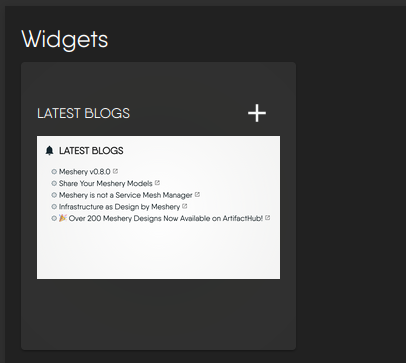 Widgets
LATEST BLOGS
LATEST BLOGS
Meshery v0.8.0
Share Your Meshery Models
Meshery is not a Service Mesh Manager
Infrastructure as Design by Meshery
🎉 Over 200 Meshery Designs Now Available on ArtifactHub!